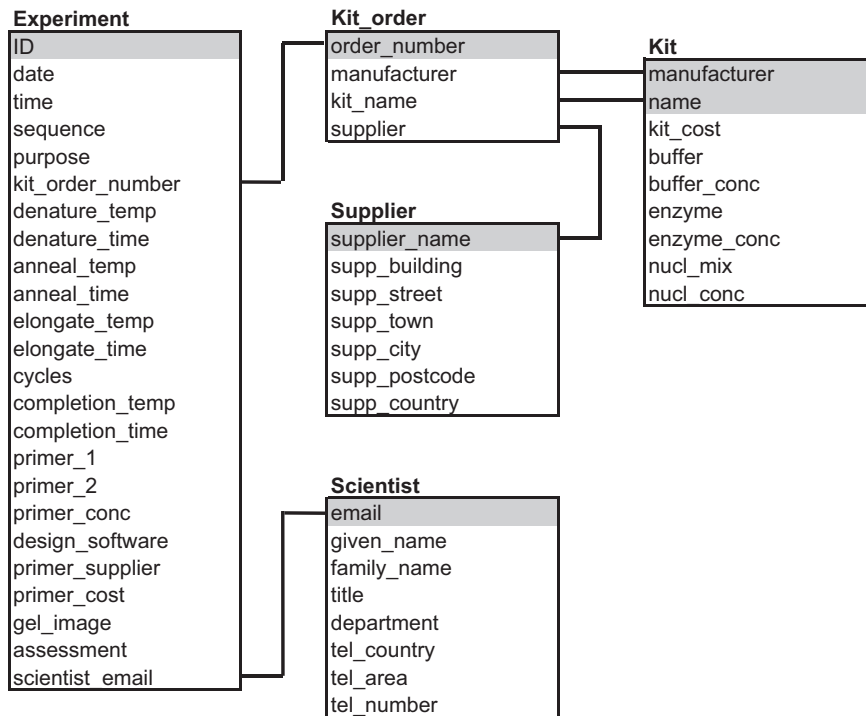 Experiment
ID
date
time
sequence
purpose
kit_order_number
denature_temp
denature_time
anneal_temp
anneal_time
elongate_temp
elongate_time
cycles
completion_temp
completion_time
primer_1
primer_2
primer_conc
design_software
primer_supplier
primer_cost
gel_image
assessment
scientist_email
Kit_order
order_number
manufacturer
kit_name
supplier
Supplier
supplier_name
supp_building
supp_street
supp_town
supp_city
supp_postcode
supp_country
Scientist
email
given_name
family_name
title
department
tel_country
tel_area
tel_number
Kit
manufacturer
name
kit_cost
buffer
buffer_conc
enzyme
enzyme_conc
nucl_mix
nucl_conc